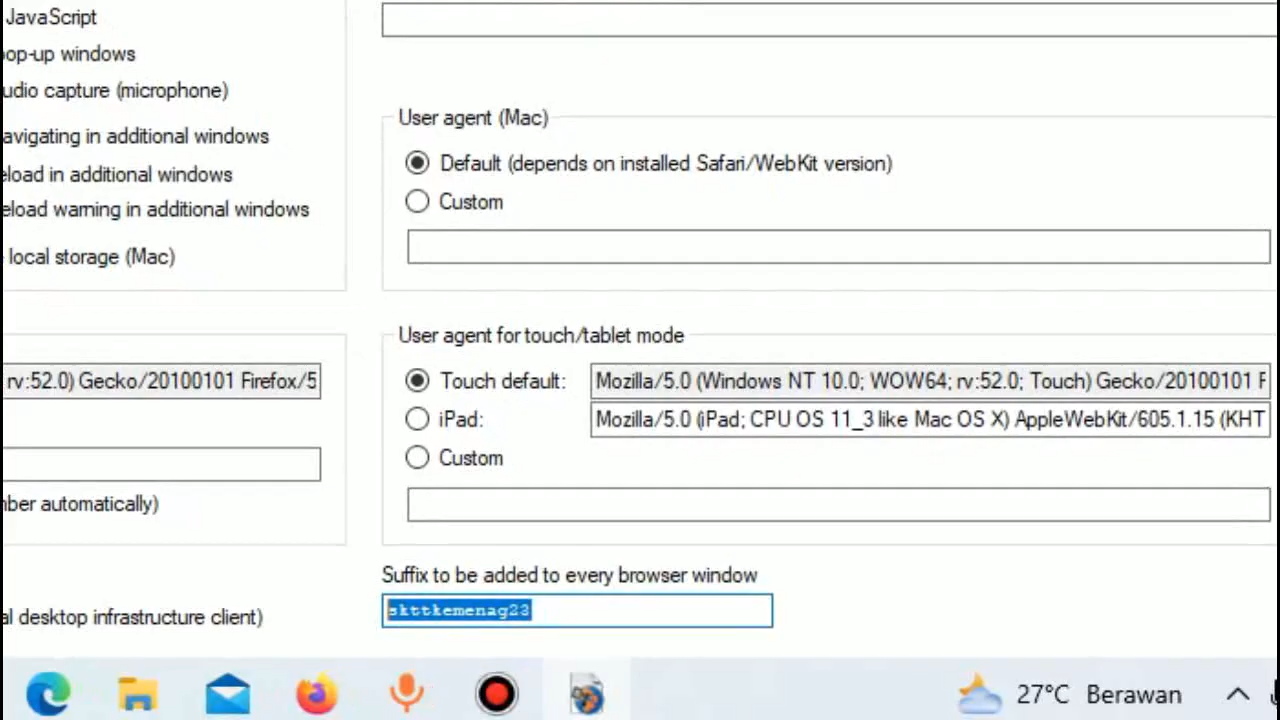 JavaScript
op-up windows
udio capture (microphone)
avigating in additional windows
eload in additional windows
eload warning in additional windows
local storage (Mac)
User agent (Mac)
Default (depends on installed Safari/WebKit version)
Custom
User agent for touch/tablet mode
rv:52.0) Gecko/20100101 Firefox/5
Touch default: Mozilla/5.0 (Windows NT 10.0; WOW64; rv:52.0; Touch) Gecko/20100101 F
iPad: Mozilla/5.0 (iPad; CPU OS 11_3 like Mac OS X) AppleWebKit/605.1.15 (KHT
Custom
ber automatically)
Suffix to be added to every browser window
skttkemenag23
al desktop infrastructure client)
27°C Berawan